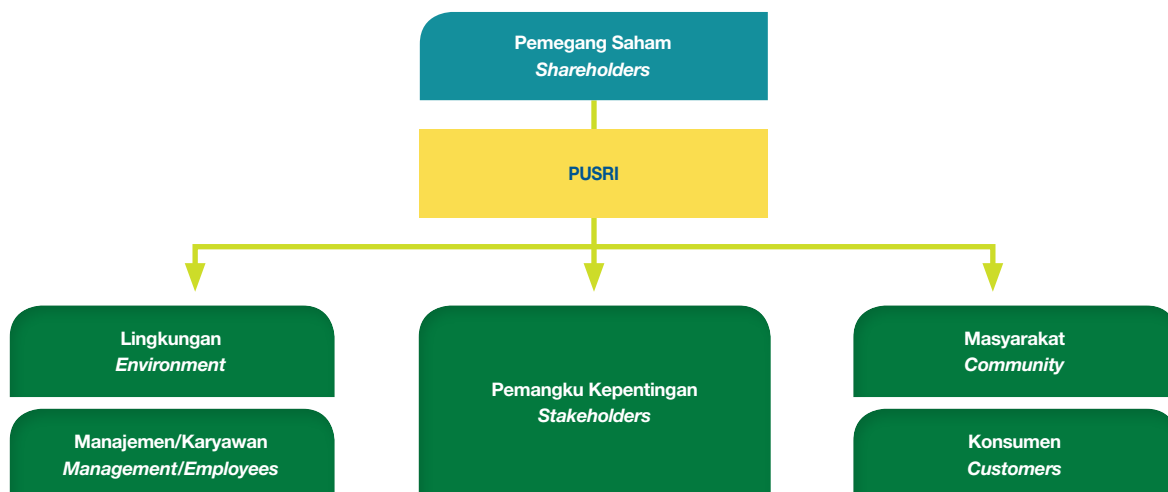 Pemegang Saham
Shareholders
PUSRI
Lingkungan
Environment
Manajemen/Karyawan
Management/Employees
Pemangku Kepentingan
Stakeholders
Masyarakat
Community
Konsumen
Customers